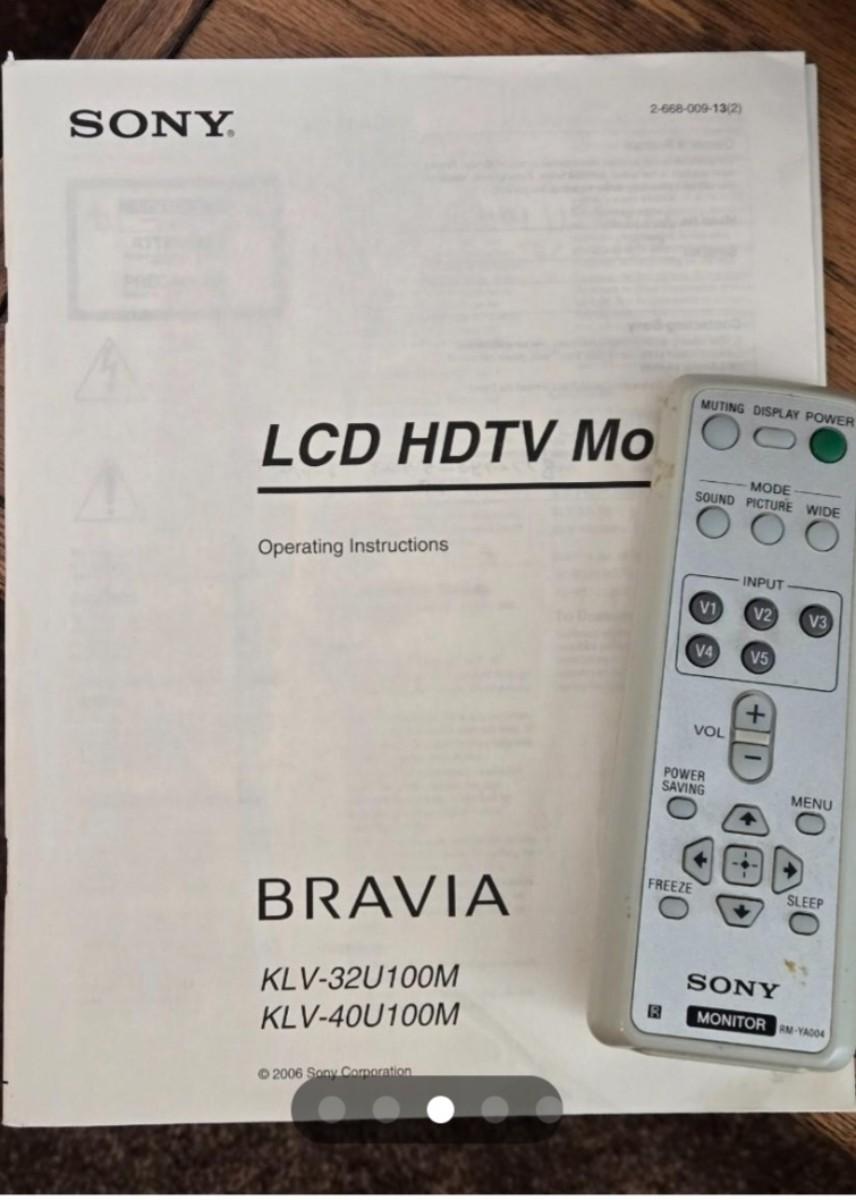 SONY®
2-668-009-13(2)
LCD HDTV Mo
Operating Instructions
BRAVIA
KLV-32U100M
KLV-40U100M
© 2006 Sony Corporation
MUTING DISPLAY POWER
MODE
SOUND PICTURE WIDE
INPUT
V1 V2 V3
V4 V5
+
VOL
−
POWER
SAVING
MENU
FREEZE
SLEEP
SONY
R MONITOR RM-YA004